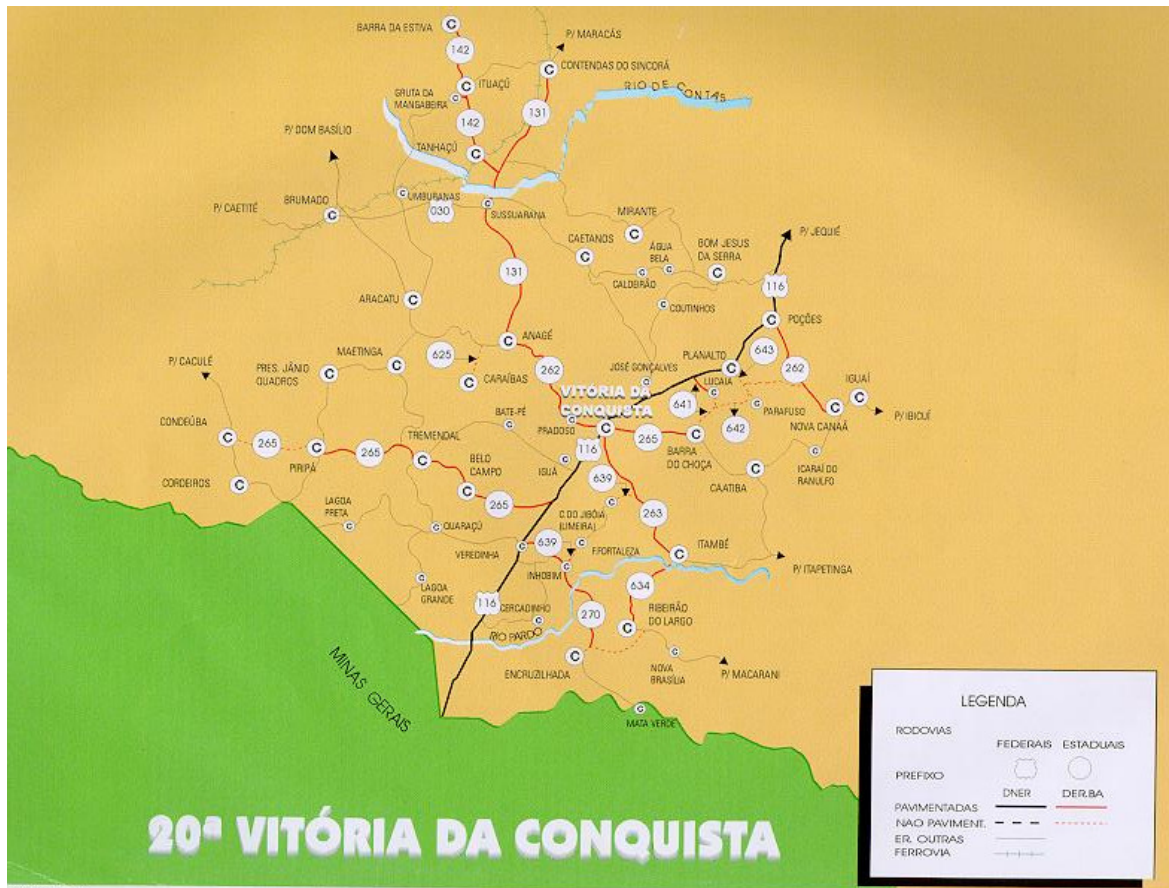 BARRA DA ESTIVA
142
P/ MARACÁS
CONTENDAS DO SINCORÁ
ITUAÇÚ
GRUTA DA
MANGABEIRA
RIO DE CONTAS
131
142
P/ DOM BASÍLIO
TANHAÇÚ
UMBURANAS
BRUMADO
P/ CAETITÉ
030
SUSSUARANA
MIRANTE
CAETANOS
ÁGUA
BELA
BOM JESUS
DA SERRA
P/ JEQUIÉ
131
CALDEIRÃO
116
ARACATU
COUTINHOS
POÇÕES
ANAGÉ
MAETINGA
625
643
P/ CACULÉ
PRES. JÂNIO
QUADROS
CARAÍBAS
262
JOSÉ GONÇALVES
PLANALTO
262
LUCAIA
IGUAÍ
VITÓRIA DA
CONQUISTA
641
PARAFUSO
P/ IBICUÍ
BATE-PÉ
PRADOSO
642
NOVA CANAÃ
CONDEÚBA
265
TREMENDAL
265
BARRA
DO CHOÇA
PIRIPÁ
265
116
BELO
CAMPO
IGUÁ
639
CAATIBA
ICARAÍ DO
RANULFO
CORDEIROS
LAGOA
PRETA
265
C.DO JIBÓIA
(LIMEIRA)
263
QUARAÇÚ
VEREDINHA
639
F.FORTALEZA
ITAMBÉ
INHOBIM
P/ ITAPETINGA
LAGOA
GRANDE
634
116
CERCADINHO
270
RIBEIRÃO
DO LARGO
RIO PARDO
MINAS GERAIS
ENCRUZILHADA
NOVA
BRASÍLIA
P/ MACARANI
MATA VERDE
LEGENDA
RODOVIAS
FEDERAIS ESTADUAIS
PREFIXO
DNER DER.BA
PAVIMENTADAS
NAO PAVIMENT.
ER. OUTRAS
FERROVIA
20ª VITÓRIA DA CONQUISTA